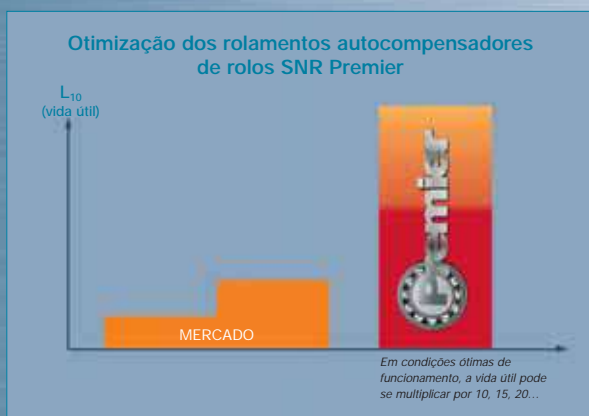 Otimização dos rolamentos autocompensadores
de rolos SNR Premier
L10
(vida útil)
Premier
MERCADO
Em condições ótimas de
funcionamento, a vida útil pode
se multiplicar por 10, 15, 20...